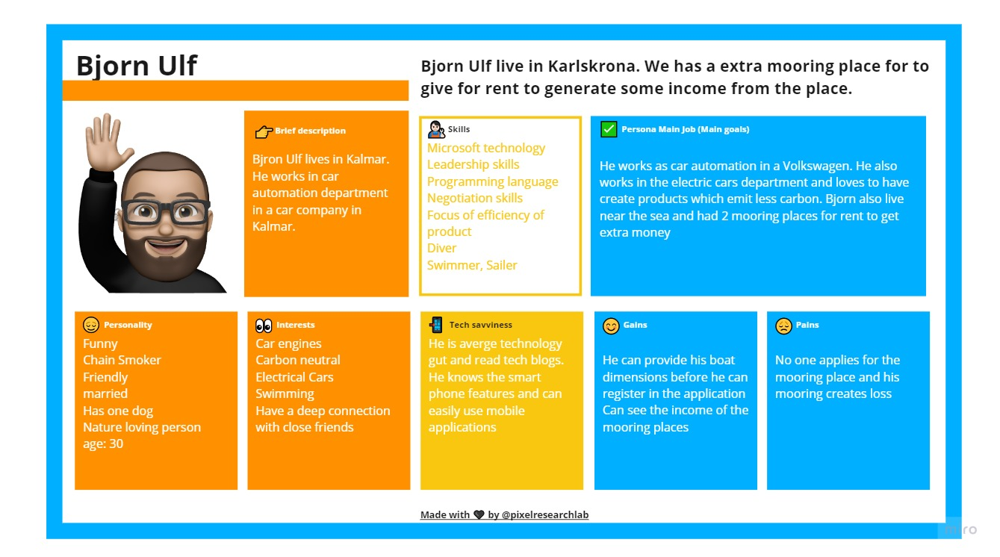 Bjorn Ulf
Bjorn Ulf live in Karlskrona. We has a extra mooring place for to
give for rent to generate some income from the place.
Brief description
Bjron Ulf lives in Kalmar.
He works in car
automation department
in a car company in
Kalmar.
Skills
Microsoft technology
Leadership skills
Programming language
Negotiation skills
Focus of efficiency of
product
Diver
Swimmer, Sailer
Persona Main Job (Main goals)
He works as car automation in a Volkswagen. He also
works in the electric cars department and loves to have
create products which emit less carbon. Bjorn also live
near the sea and had 2 mooring places for rent to get
extra money
Personality
Funny
Chain Smoker
Friendly
married
Has one dog
Nature loving person
age: 30
Interests
Car engines
Carbon neutral
Electrical Cars
Swimming
Have a deep connection
with close friends
Tech savviness
He is averge technology
gut and read tech blogs.
He knows the smart
phone features and can
easily use mobile
applications
Gains
He can provide his boat
dimensions before he can
register in the application
Can see the income of the
mooring places
Pains
No one applies for the
mooring place and his
mooring creates loss
Made with 🖤 by @pixelresearchlab
miro